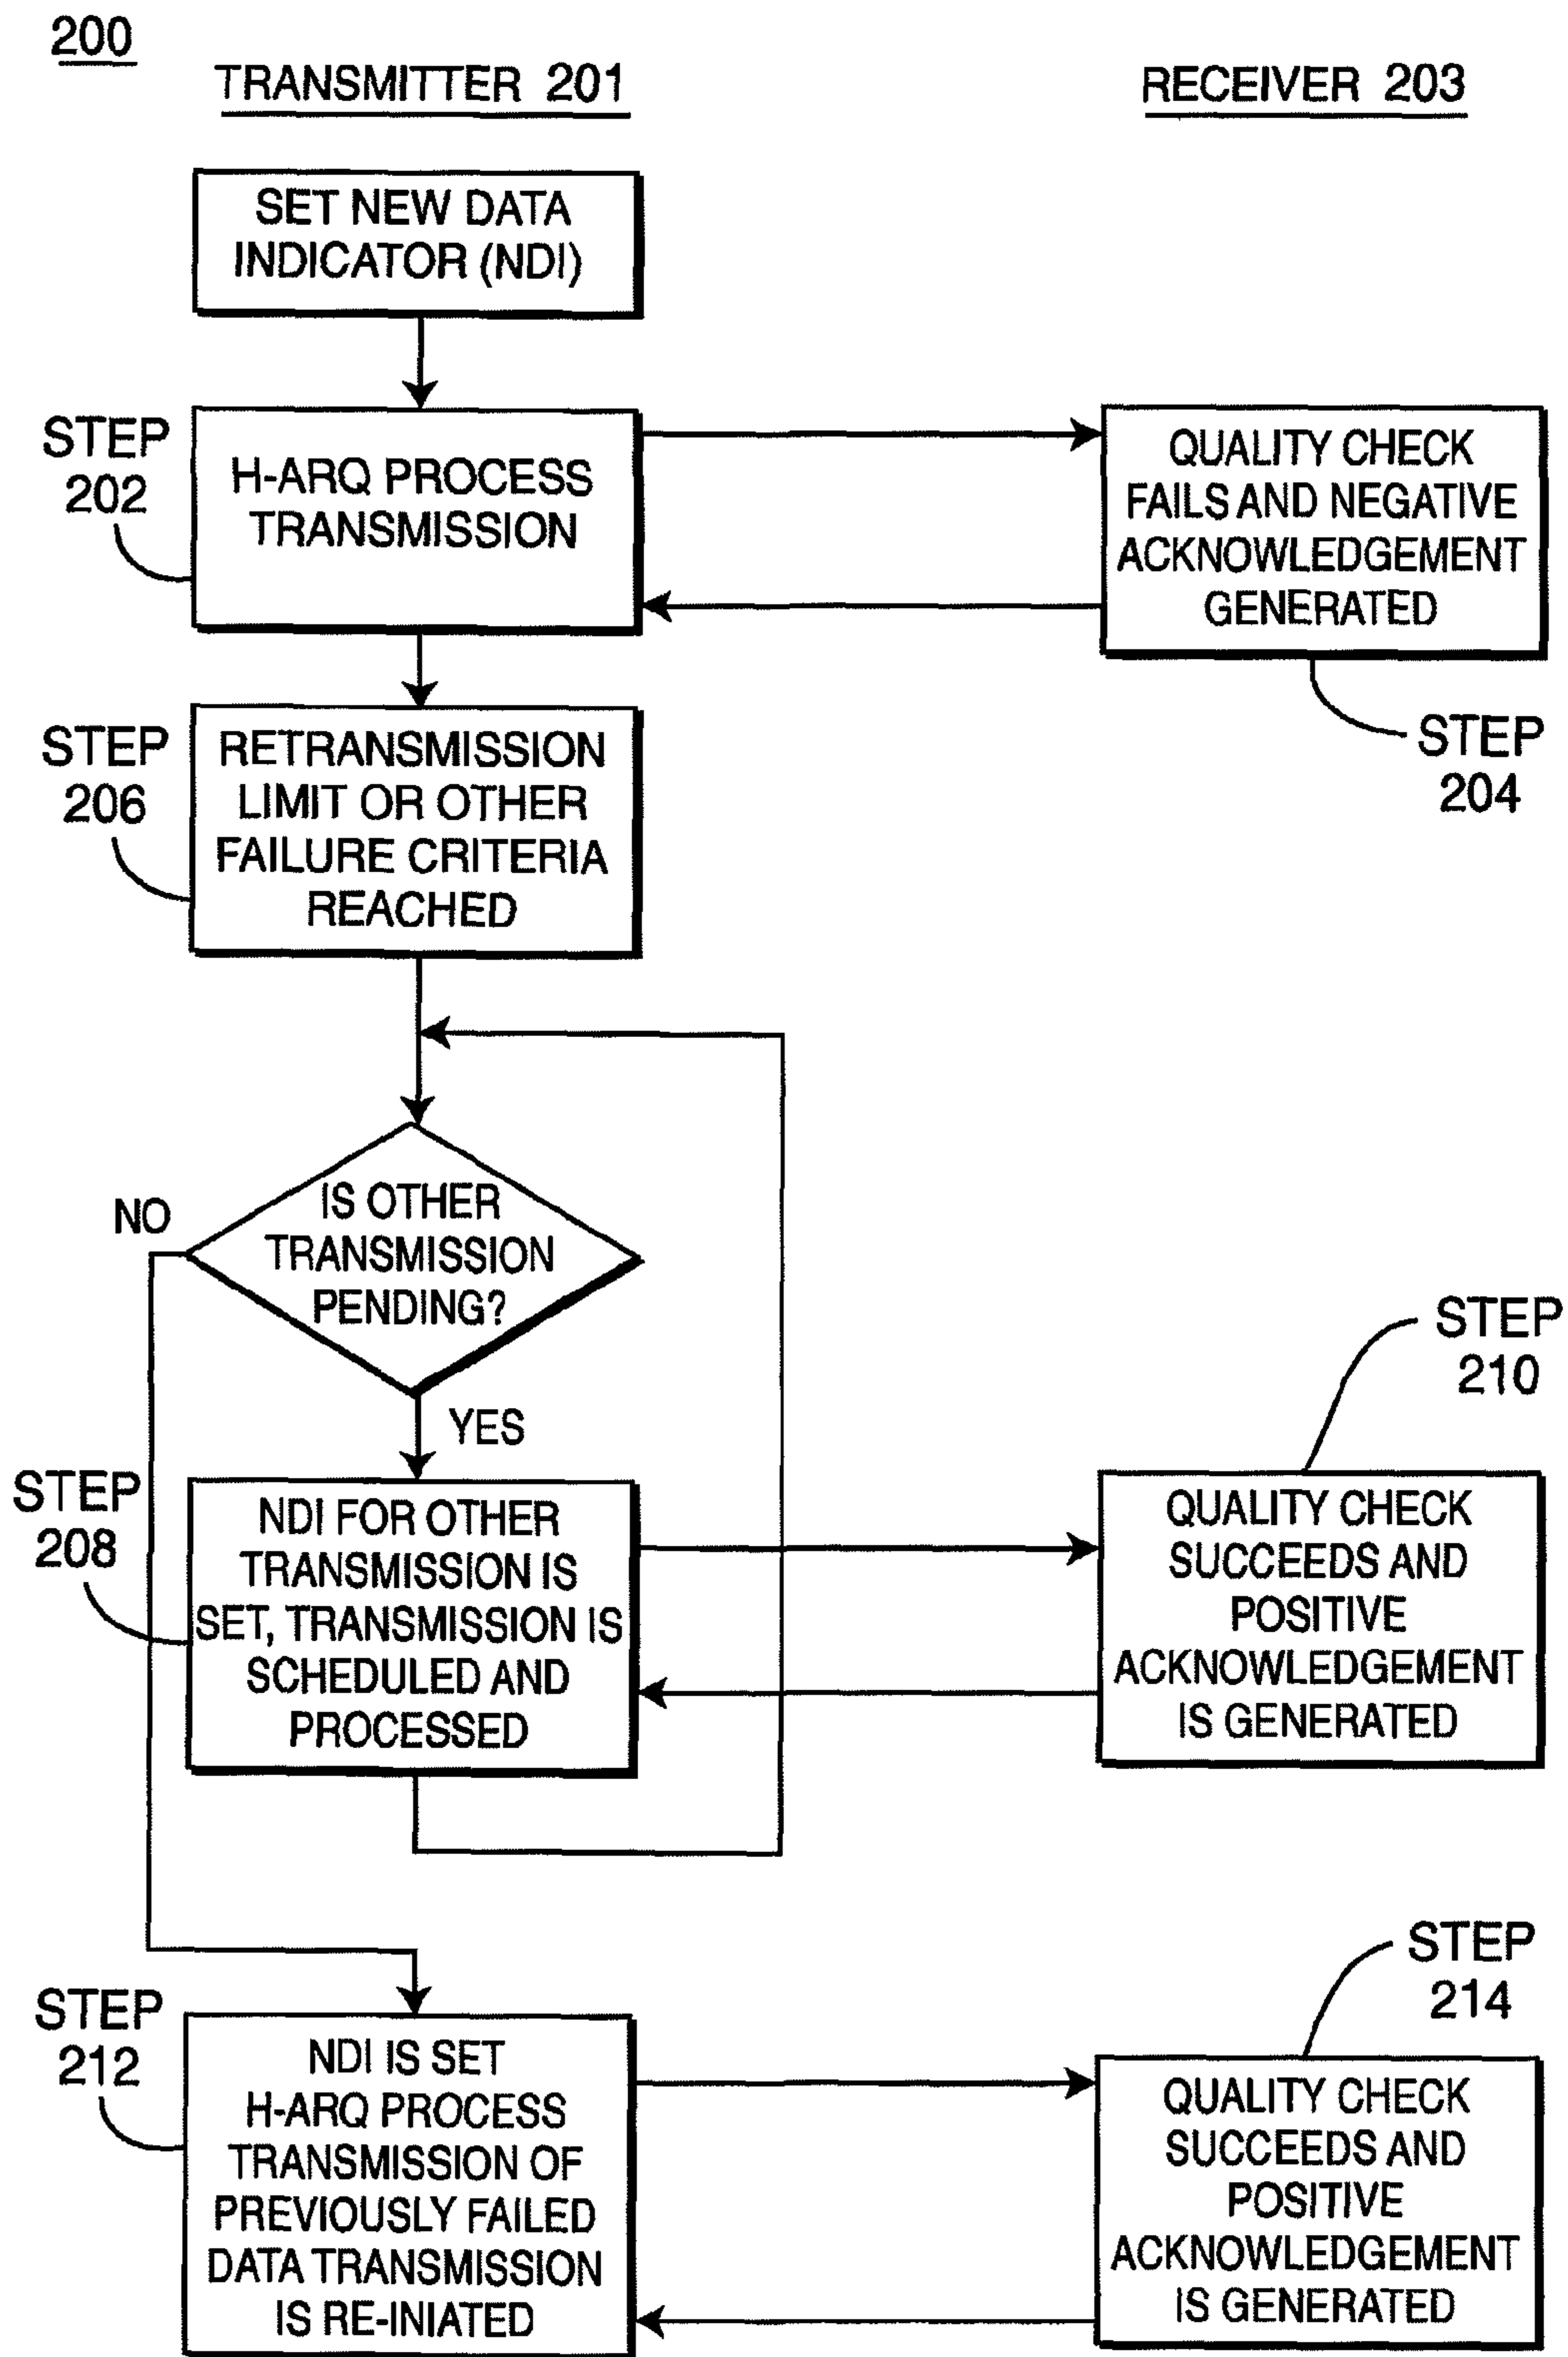 200
TRANSMITTER 201
RECEIVER 203
SET NEW DATA
INDICATOR (NDI)
STEP
202
H-ARQ PROCESS
TRANSMISSION
QUALITY CHECK
FAILS AND NEGATIVE
ACKNOWLEDGEMENT
GENERATED
STEP
204
STEP
206
RETRANSMISSION
LIMIT OR OTHER
FAILURE CRITERIA
REACHED
NO
IS OTHER
TRANSMISSION
PENDING?
YES
STEP
208
NDI FOR OTHER
TRANSMISSION IS
SET, TRANSMISSION IS
SCHEDULED AND
PROCESSED
STEP
210
QUALITY CHECK
SUCCEEDS AND
POSITIVE
ACKNOWLEDGEMENT
IS GENERATED
STEP
212
NDI IS SET
H-ARQ PROCESS
TRANSMISSION OF
PREVIOUSLY FAILED
DATA TRANSMISSION
IS RE-INIATED
STEP
214
QUALITY CHECK
SUCCEEDS AND
POSITIVE
ACKNOWLEDGEMENT
IS GENERATED